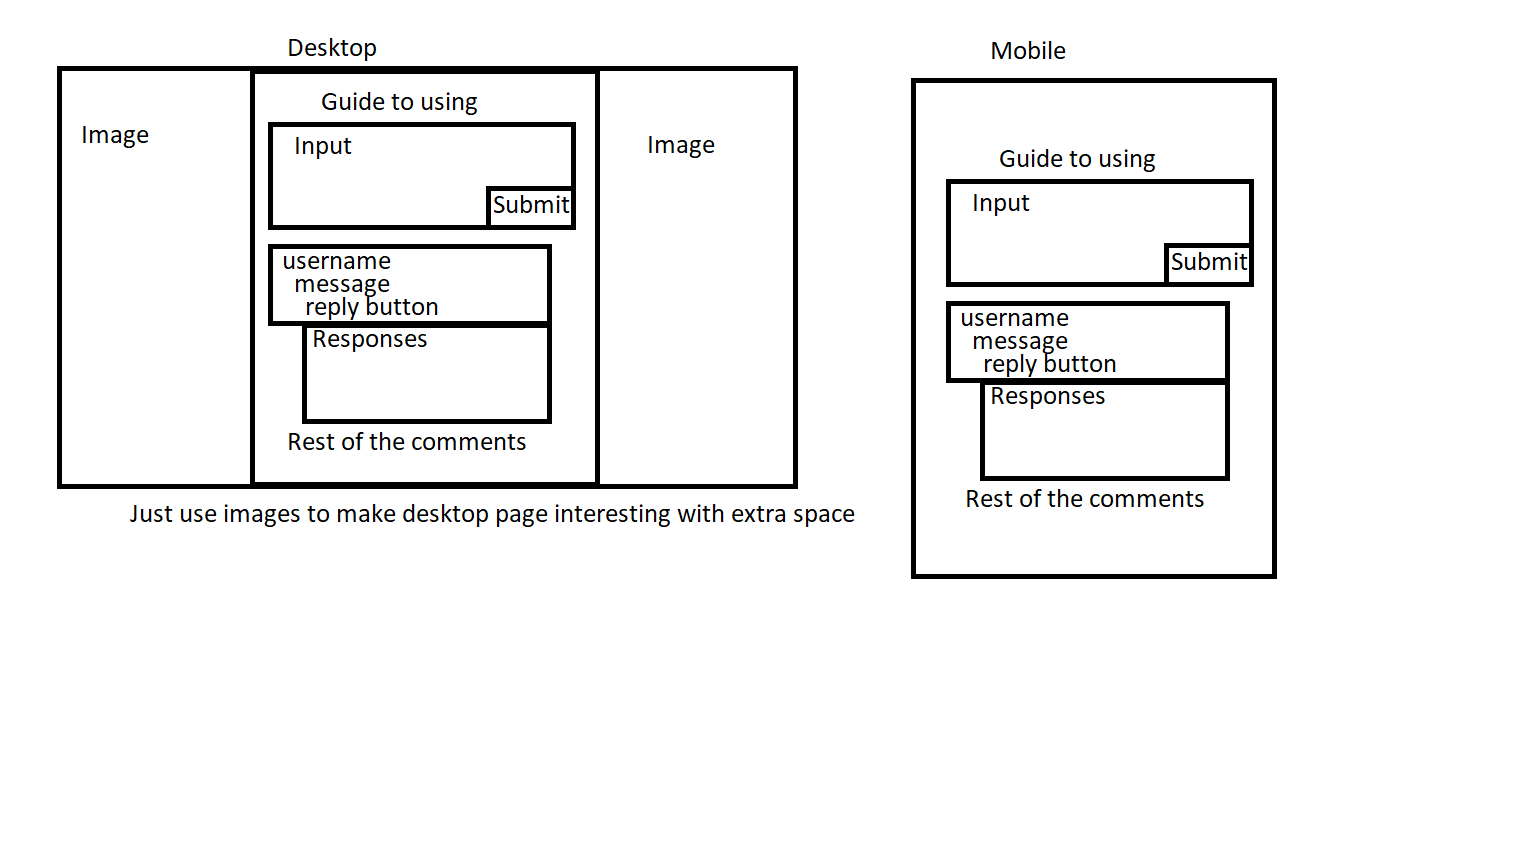 Desktop
Image
Guide to using
Input
Submit
username
message
reply button
Responses
Rest of the comments
Image
Just use images to make desktop page interesting with extra space
Mobile
Guide to using
Input
Submit
username
message
reply button
Responses
Rest of the comments